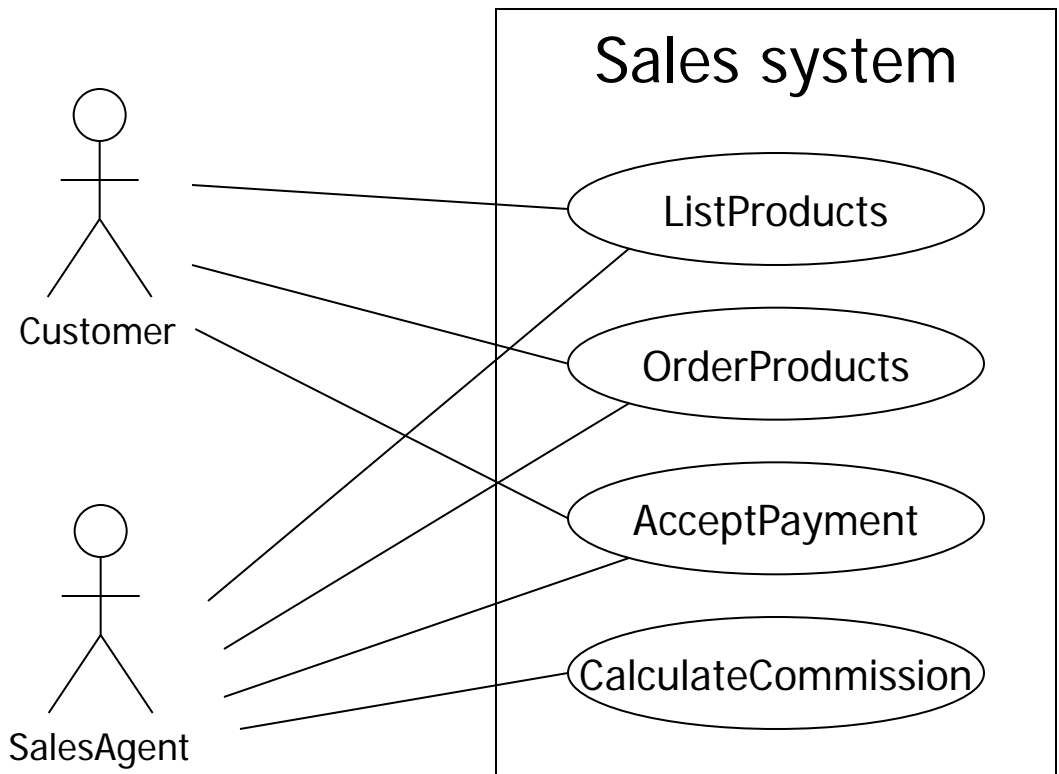 Sales system
ListProducts
Customer
OrderProducts
AcceptPayment
CalculateCommission
SalesAgent